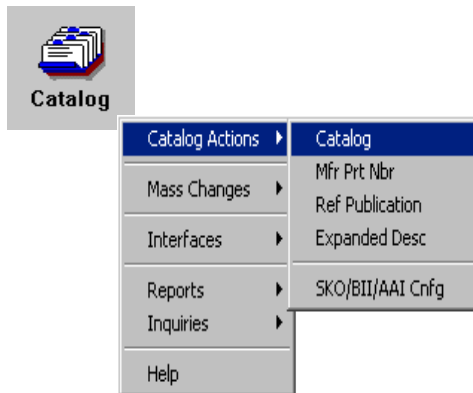 Catalog
Catalog Actions
Mass Changes
Interfaces
Reports
Inquiries
Help
Catalog
Mfr Prt Nbr
Ref Publication
Expanded Desc
SKO/BII/AAI Cnfg